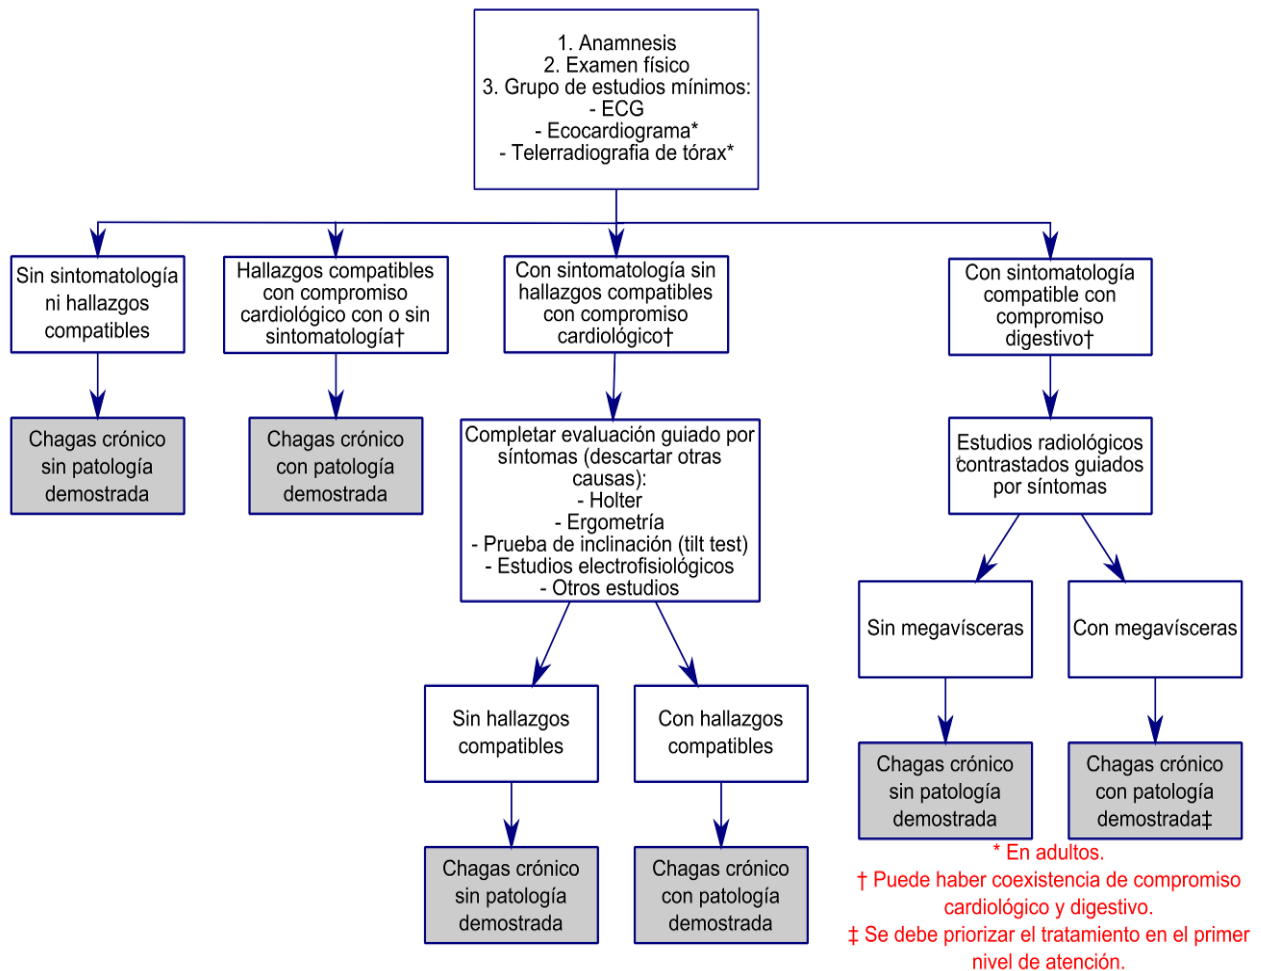 1. Anamnesis
2. Examen físico
3. Grupo de estudios mínimos:
- ECG
- Ecocardiograma*
- Telerradiografia de tórax*
Sin sintomatología
ni hallazgos
compatibles
Hallazgos compatibles
con compromiso
cardiológico con o sin
sintomatología†
Con sintomatología sin
hallazgos compatibles
con compromiso
cardiológico†
Con sintomatología
compatible con
compromiso
digestivo†
Chagas crónico
sin patología
demostrada
Chagas crónico
con patología
demostrada
Completar evaluación guiado por
síntomas (descartar otras
causas):
- Holter
- Ergometría
- Prueba de inclinación (tilt test)
- Estudios electrofisiológicos
- Otros estudios
Estudios radiológicos
contrastados guiados
por síntomas
Sin megavísceras
Con megavísceras
Sin hallazgos
compatibles
Con hallazgos
compatibles
Chagas crónico
sin patología
demostrada
Chagas crónico
con patología
demostrada‡
Chagas crónico
sin patología
demostrada
Chagas crónico
con patología
demostrada
* En adultos.
† Puede haber coexistencia de compromiso
cardiológico y digestivo.
‡ Se debe priorizar el tratamiento en el primer
nivel de atención.